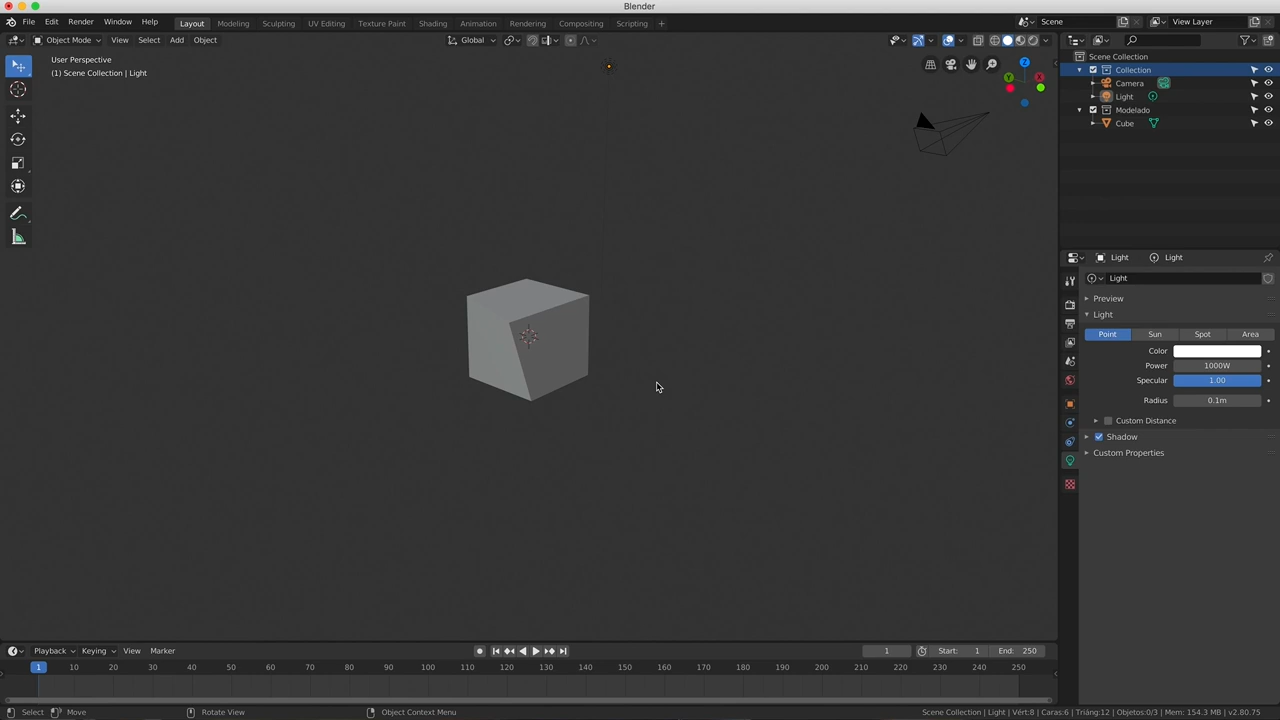 Blender
File Edit Render Window Help Layout Modeling Sculpting UV Editing Texture Paint Shading Animation Rendering Compositing Scripting + Scene View Layer
Object Mode View Select Add Object Global
User Perspective
(1) Scene Collection | Light
Z
Y
X
Scene Collection
Collection
Camera
Light
Modelado
Cube
Light Light
Light
Preview
Light
Point Sun Spot Area
Color
Power 1000W
Specular 1.00
Radius 0.1m
Custom Distance
Shadow
Custom Properties
Playback Keying View Marker 1 Start: 1 End: 250
1 10 20 30 40 50 60 70 80 90 100 110 120 130 140 150 160 170 180 190 200 210 220 230 240 250
Select Move Rotate View Object Context Menu Scene Collection | Light | Vért:8 | Caras:6 | Triáng:12 | Objetos:0/3 | Mem: 154.3 MB | v2.80.75